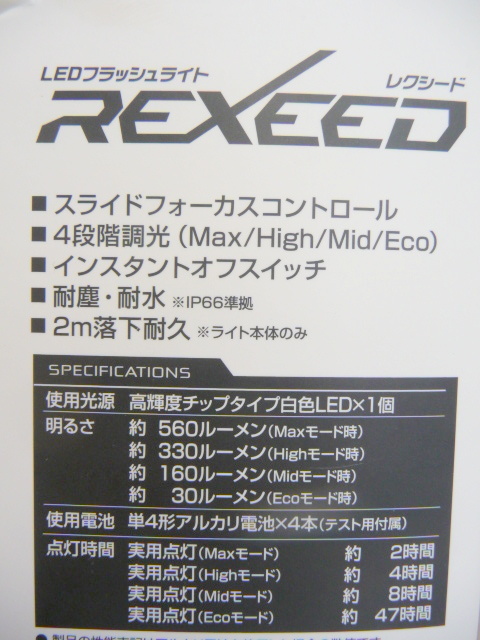 LEDフラッシュライト
レクシード
REXEED
■ スライドフォーカスコントロール
■ 4段階調光 (Max/High/Mid/Eco)
■ インスタントオフスイッチ
■ 耐塵・耐水 ※IP66準拠
■ 2m落下耐久 ※ライト本体のみ
SPECIFICATIONS
使用光源 高輝度チップタイプ白色LED×1個
明るさ 約 560ルーメン(Maxモード時)
約 330ルーメン(Highモード時)
約 160ルーメン(Midモード時)
約 30ルーメン(Ecoモード時)
使用電池 単4形アルカリ電池×4本(テスト用付属)
点灯時間 実用点灯(Maxモード) 約 2時間
実用点灯(Highモード) 約 4時間
実用点灯(Midモード) 約 8時間
実用点灯(Ecoモード) 約 47時間